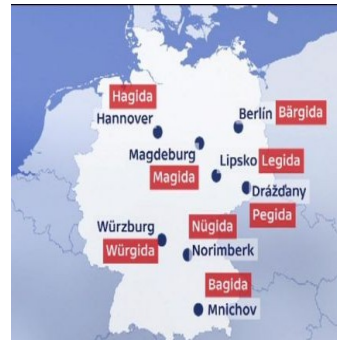 Hagida
Hannover
Berlín Bärgida
Magdeburg
Magida
Lipsko Legida
Drážďany
Pegida
Würzburg
Würgida
Nügida
Norimberk
Bagida
Mnichov